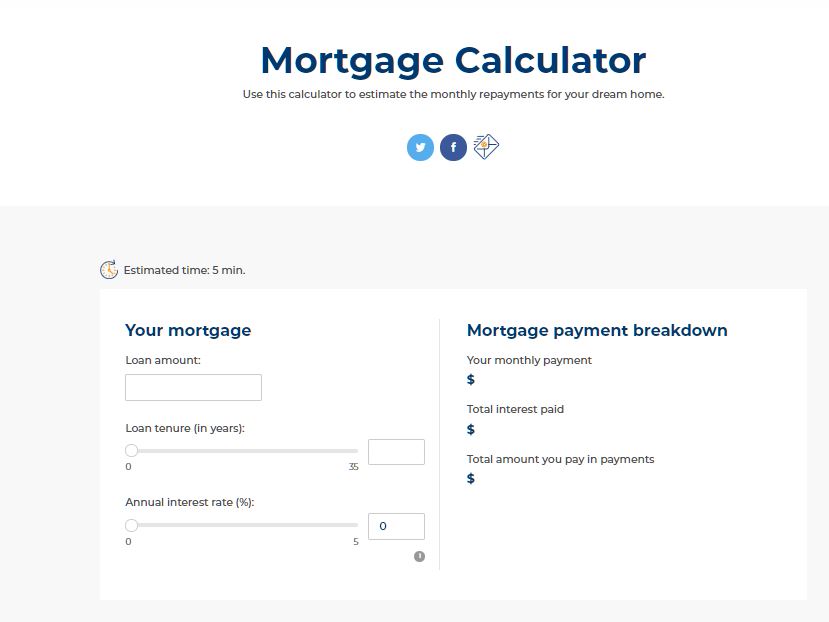 Mortgage Calculator
Use this calculator to estimate the monthly repayments for your dream home.
Estimated time: 5 min.
Your mortgage
Loan amount:
Loan tenure (in years):
0 35
Annual interest rate (%):
0
0 5
Mortgage payment breakdown
Your monthly payment
$
Total interest paid
$
Total amount you pay in payments
$